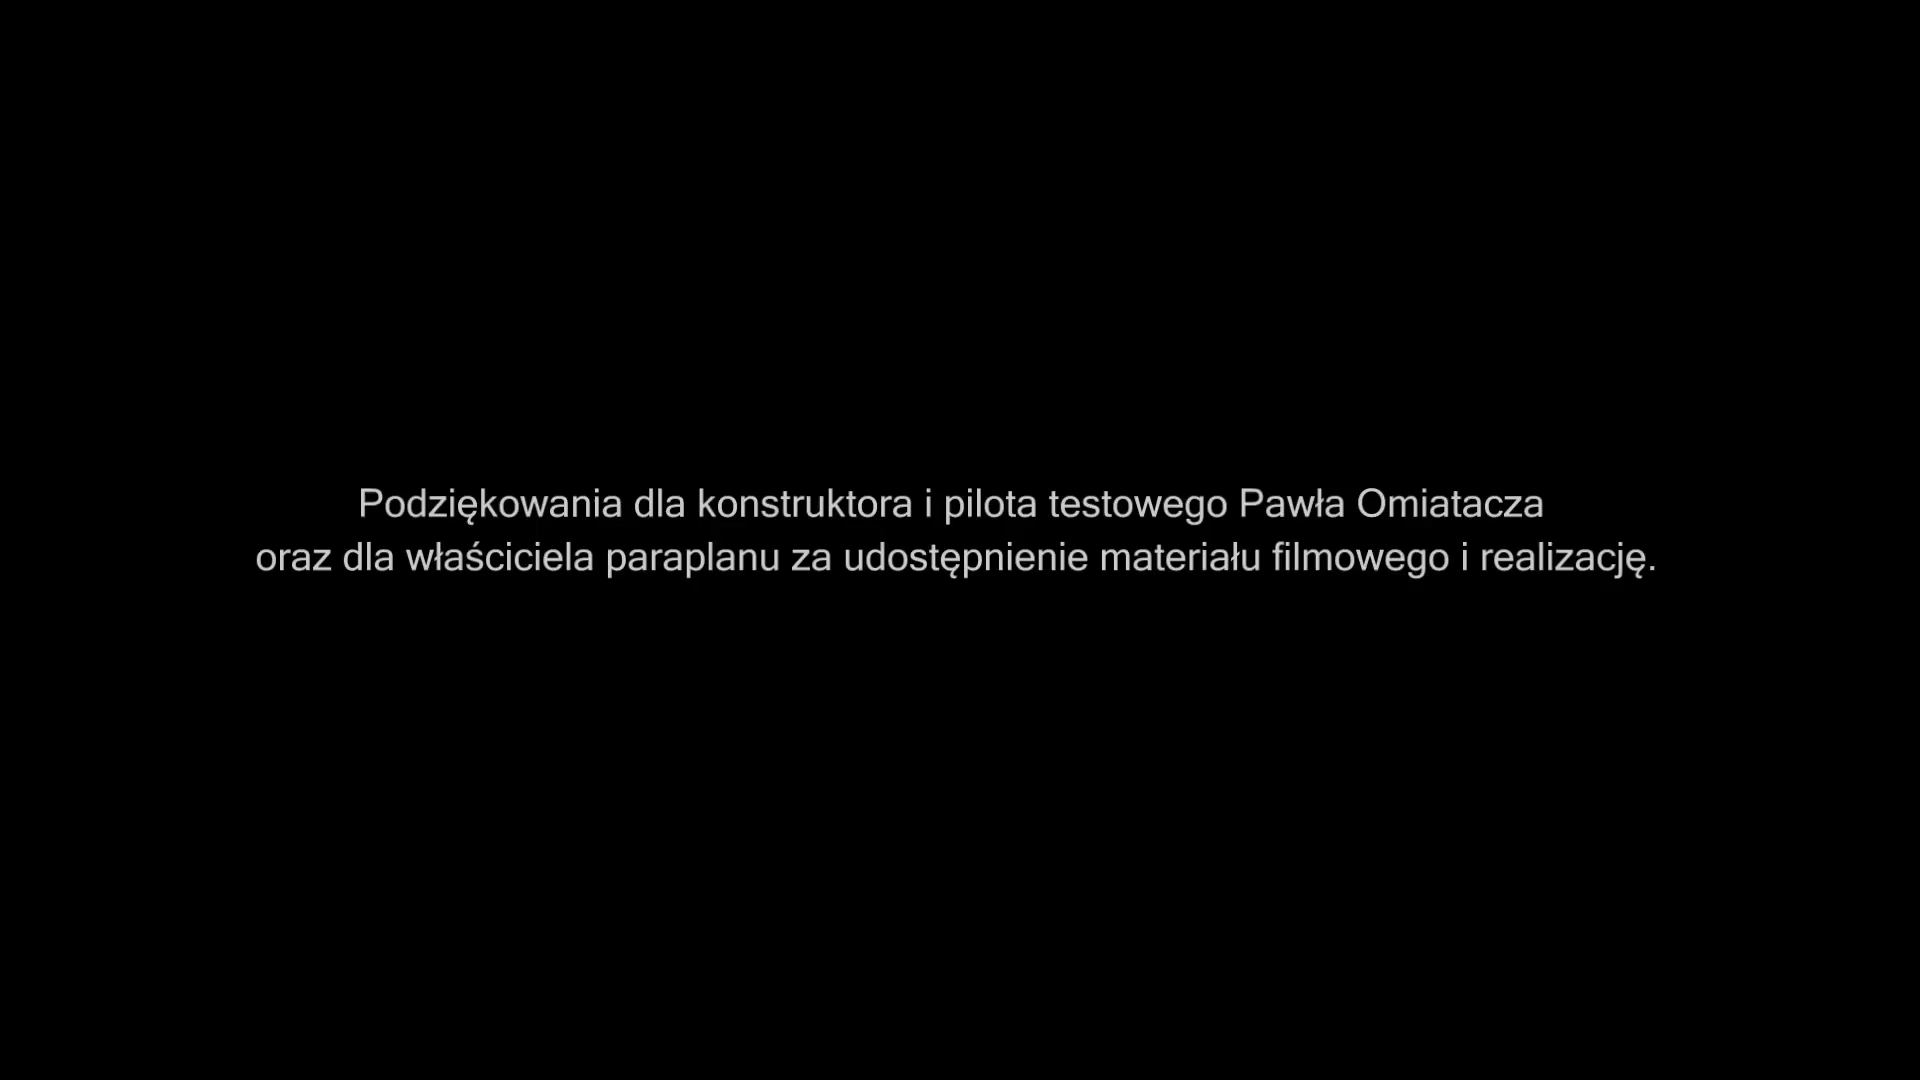 Podziękowania dla konstruktora i pilota testowego Pawła Omiatacza
oraz dla właściciela paraplanu za udostępnienie materiału filmowego i realizację.